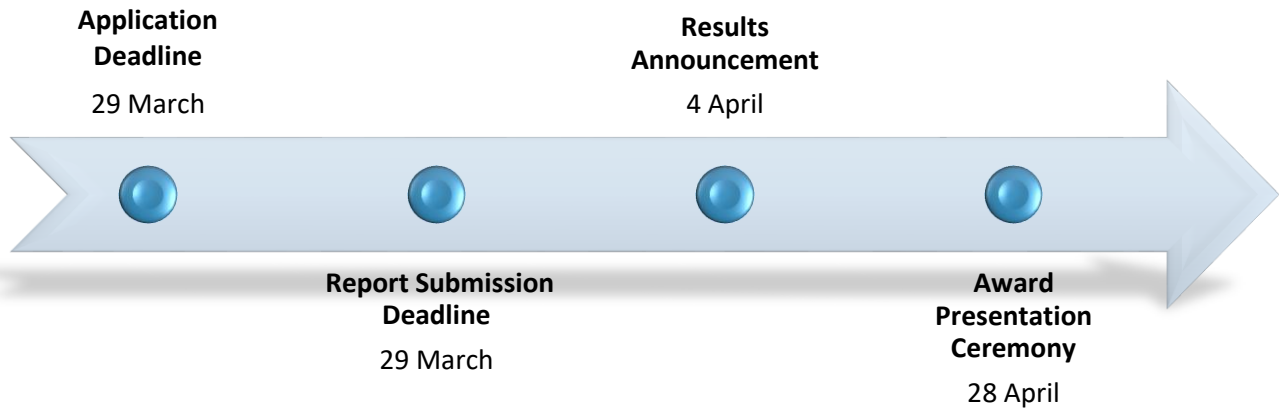 Application
Deadline
29 March
Report Submission
Deadline
29 March
Results
Announcement
4 April
Award
Presentation
Ceremony
28 April